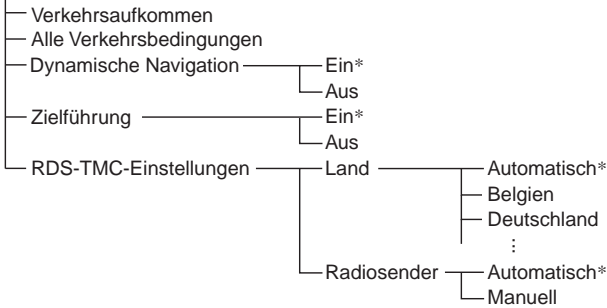 Verkehrsaufkommen
Alle Verkehrsbedingungen
Dynamische Navigation Ein*
Aus
Zielführung Ein*
Aus
RDS-TMC-Einstellungen Land Automatisch*
Belgien
Deutschland
⋮
Radiosender Automatisch*
Manuell